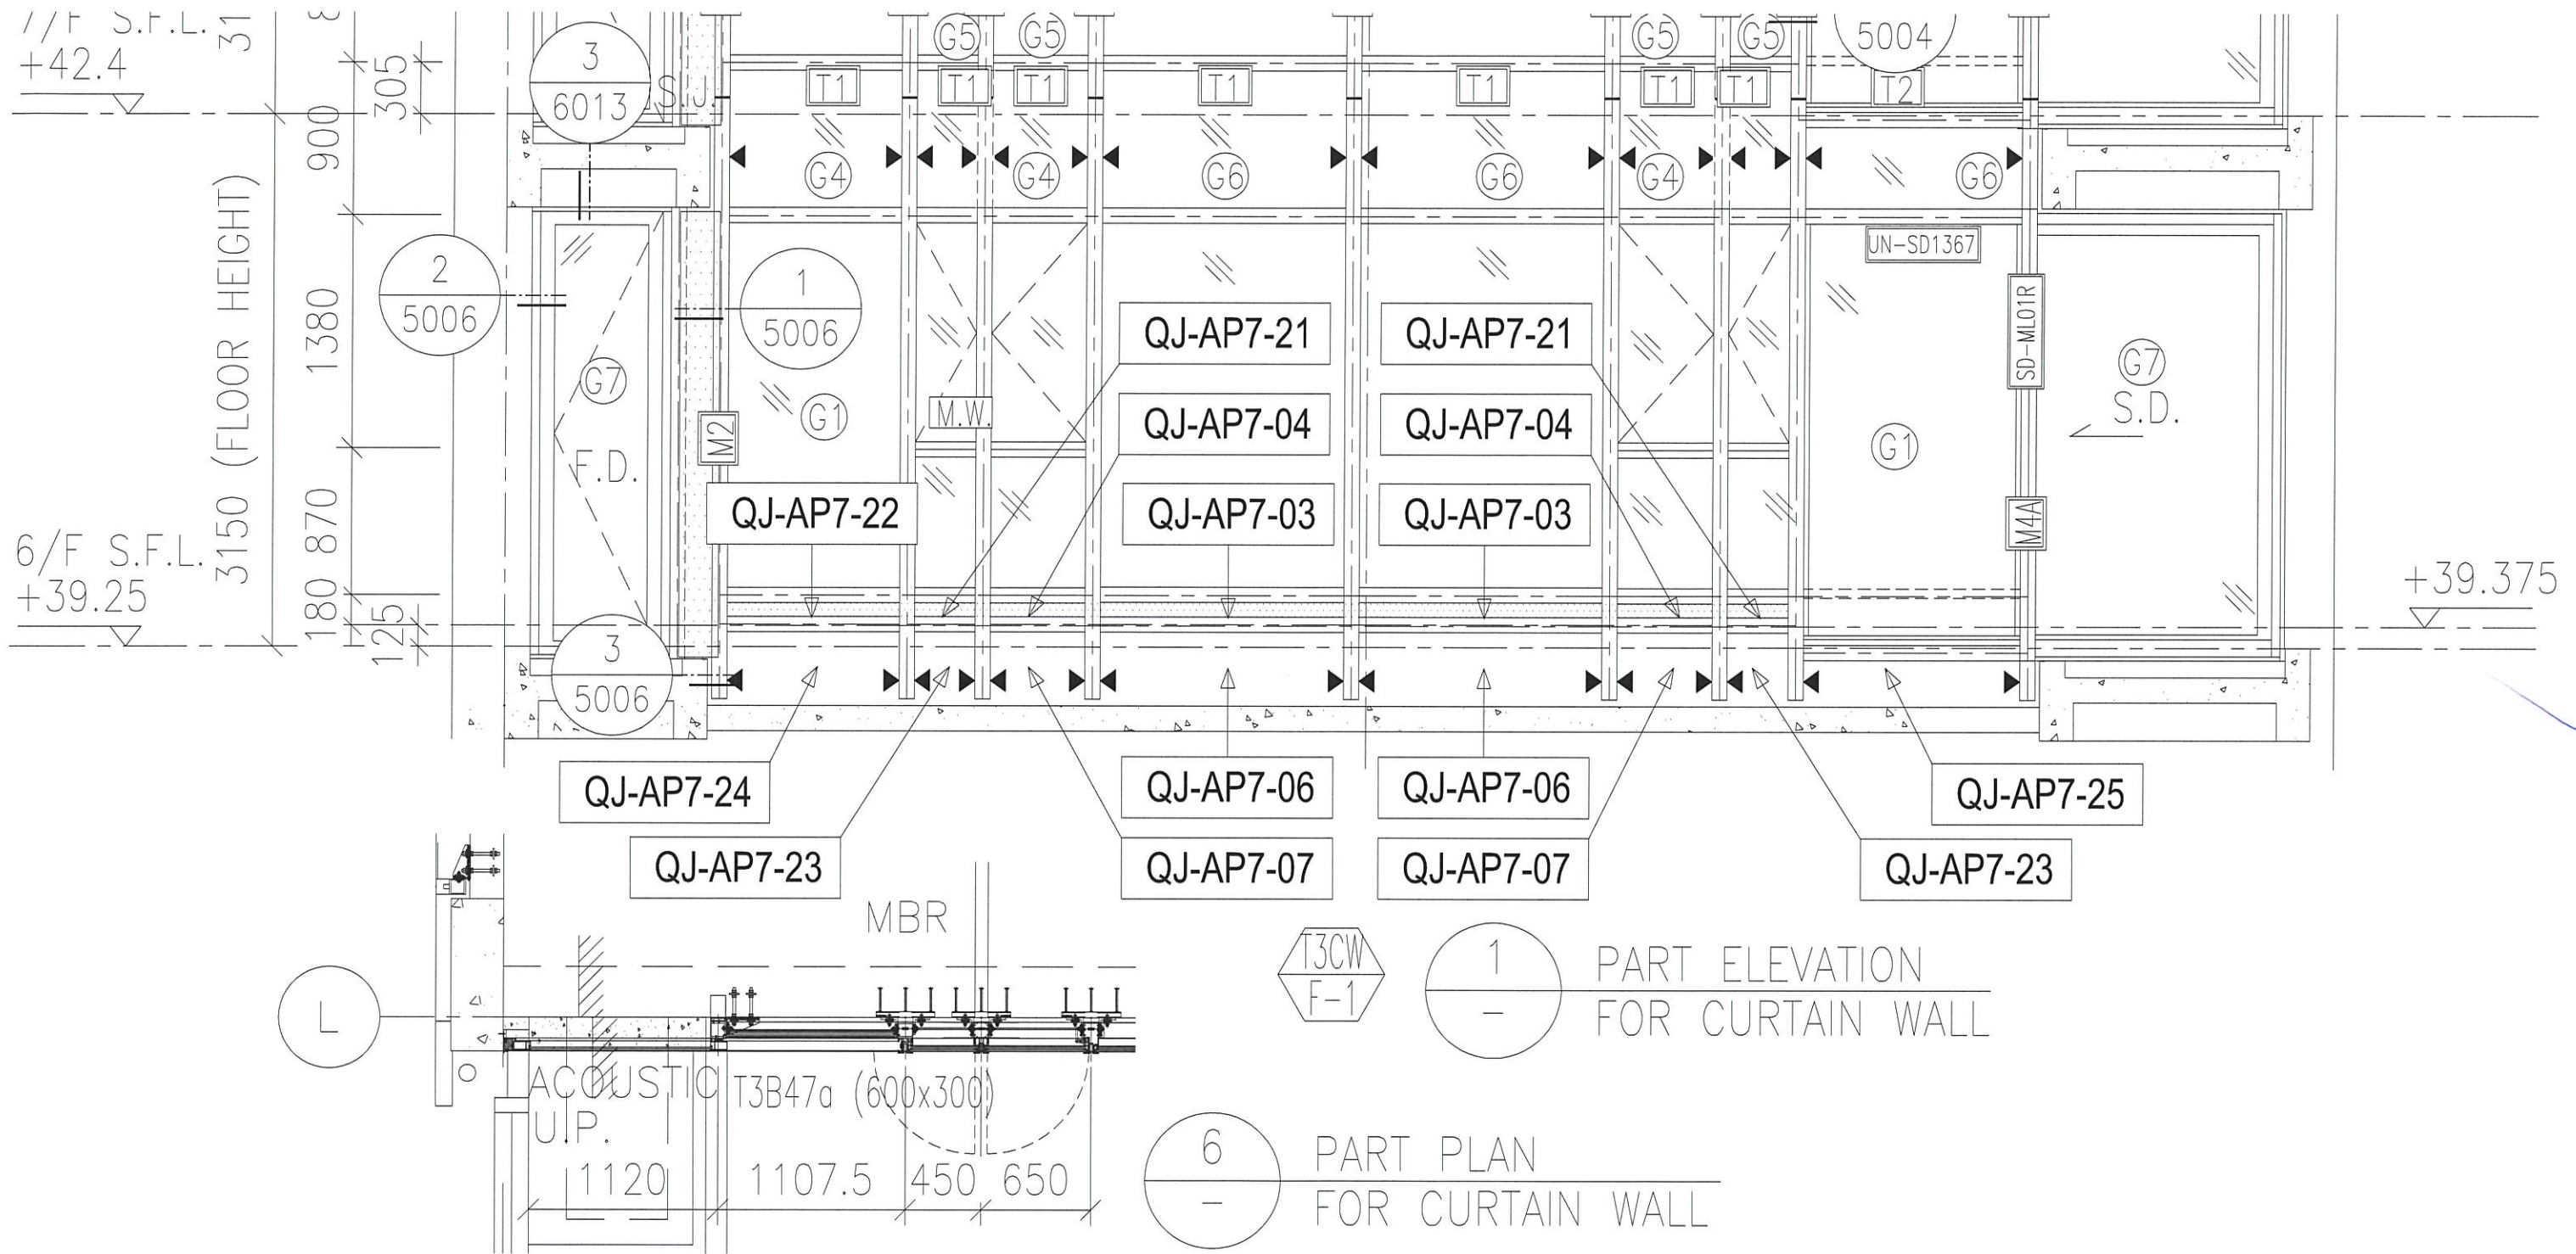 7/F S.F.L.
+42.4
31
305
900
3150 (FLOOR HEIGHT)
1380
870
180
125
6/F S.F.L.
+39.25
3
6013
S.J.
G5
G5
G5
G5
5004
T1
T1
T1
T1
T1
T1
T1
T2
G4
G4
G6
G6
G4
G6
2
5006
1
5006
UN-SD1367
QJ-AP7-21
QJ-AP7-21
SD-ML01R
G7
G7
S.D.
G1
M.W.
QJ-AP7-04
QJ-AP7-04
M2
G1
F.D.
QJ-AP7-22
QJ-AP7-03
QJ-AP7-03
M4A
+39.375
3
5006
QJ-AP7-24
QJ-AP7-06
QJ-AP7-06
QJ-AP7-25
QJ-AP7-23
QJ-AP7-07
QJ-AP7-07
QJ-AP7-23
MBR
L
T3CW
F-1
1
–
PART ELEVATION
FOR CURTAIN WALL
ACOUSTIC
U.P.
T3B47a (600x300)
1120
1107.5
450
650
6
–
PART PLAN
FOR CURTAIN WALL